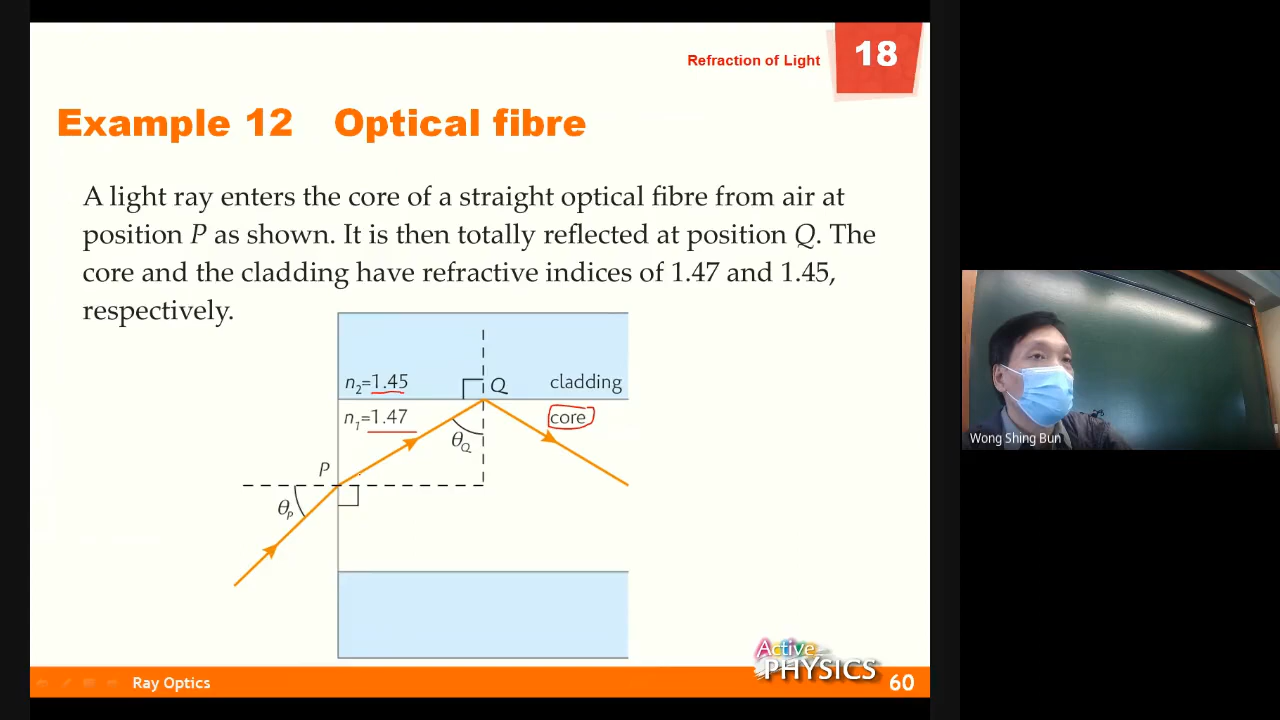 Refraction of Light
18
Example 12 Optical fibre
A light ray enters the core of a straight optical fibre from air at
position P as shown. It is then totally reflected at position Q. The
core and the cladding have refractive indices of 1.47 and 1.45,
respectively.
n₂=1.45
Q
cladding
n₁=1.47
core
θQ
P
θP
Wong Shing Bun
Active
PHYSICS
Ray Optics
60